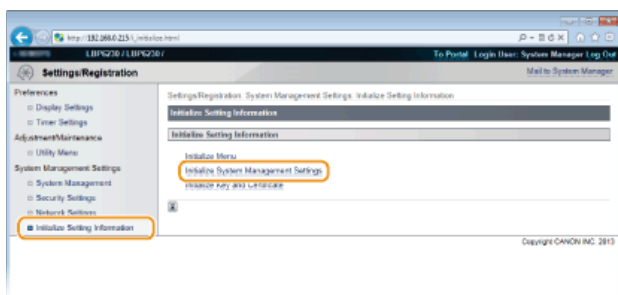 http://192.168.0.215/t_initialize.html
LBP6230 / LBP6230 /
To Portal Login User: System Manager Log Out
Settings/Registration
Mail to System Manager
Preferences
Display Settings
Timer Settings
Adjustment/Maintenance
Utility Menu
System Management Settings
System Management
Security Settings
Network Settings
Initialize Setting Information
Settings/Registration: System Management Settings: Initialize Setting Information
Initialize Setting Information
Initialize Setting Information
Initialize Menu
Initialize System Management Settings
Initialize Key and Certificate
Copyright CANON INC. 2013